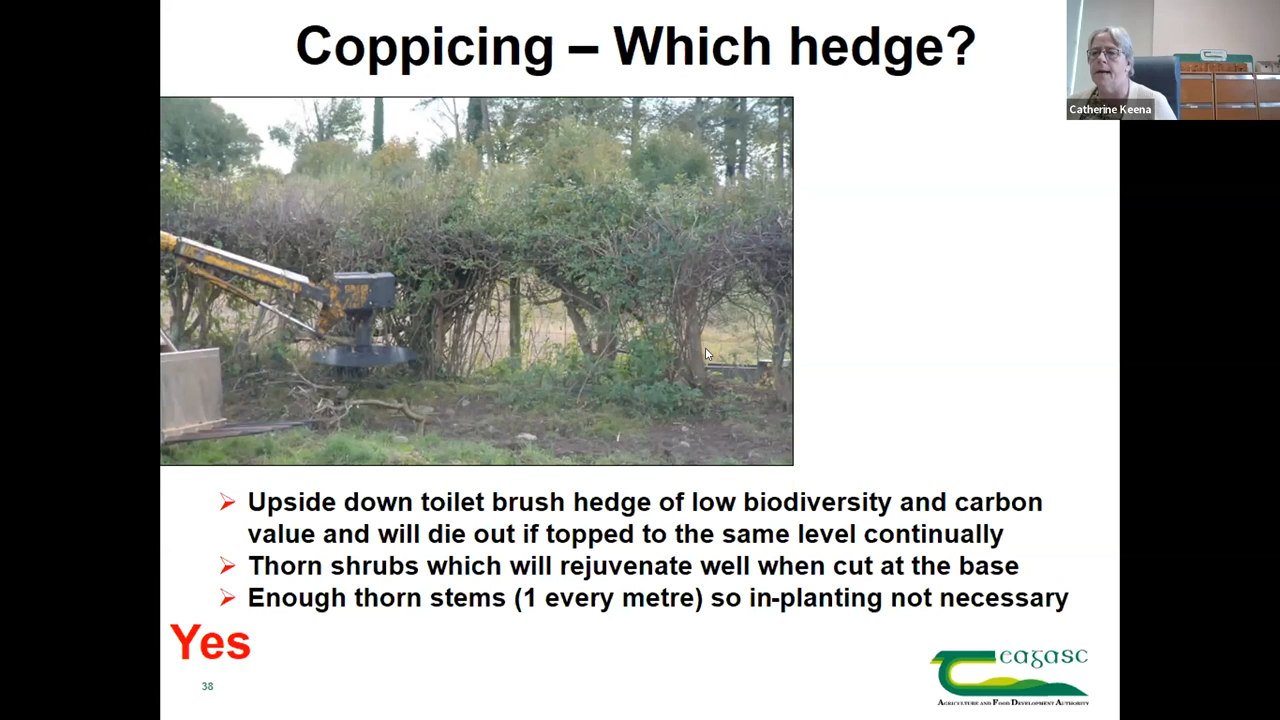 Coppicing – Which hedge?
Catherine Keena
Upside down toilet brush hedge of low biodiversity and carbon
value and will die out if topped to the same level continually
Thorn shrubs which will rejuvenate well when cut at the base
Enough thorn stems (1 every metre) so in-planting not necessary
Yes
38
Teagasc
AGRICULTURE AND FOOD DEVELOPMENT AUTHORITY